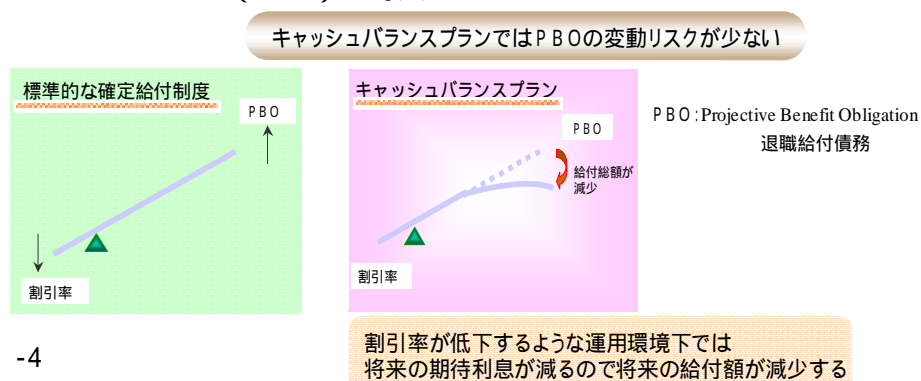 キャッシュバランスプランではPBOの変動リスクが少ない
標準的な確定給付制度
PBO
割引率
キャッシュバランスプラン
PBO
給付総額が
減少
割引率
PBO:Projective Benefit Obligation
退職給付債務
割引率が低下するような運用環境下では
将来の期待利息が減るので将来の給付額が減少する
-4